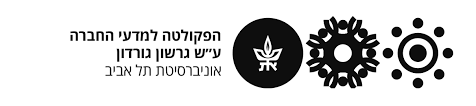 הפקולטה למדעי החברה
ע״ש גרשון גורדון
אוניברסיטת תל אביב